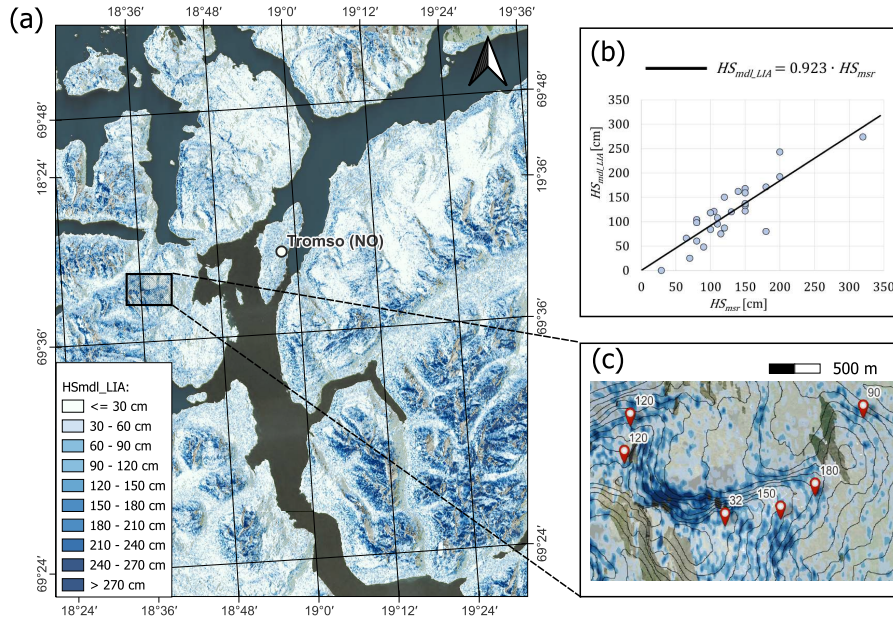 (a)
18°36′ 18°48′ 19°0′ 19°12′ 19°24′ 19°36′
69°48′
18°24′
69°36′
69°24′
69°48′
19°36′
69°36′
69°24′
Tromso (NO)
HSmdl_LIA:
<= 30 cm
30 - 60 cm
60 - 90 cm
90 - 120 cm
120 - 150 cm
150 - 180 cm
180 - 210 cm
210 - 240 cm
240 - 270 cm
> 270 cm
18°24′ 18°36′ 18°48′ 19°0′ 19°12′ 19°24′
(b)
HS_mdl_LIA = 0.923 · HS_msr
HS_mdl_LIA [cm]
350
300
250
200
150
100
50
0
0 50 100 150 200 250 300 350
HS_msr [cm]
(c)
500 m
120
90
120
180
150
32